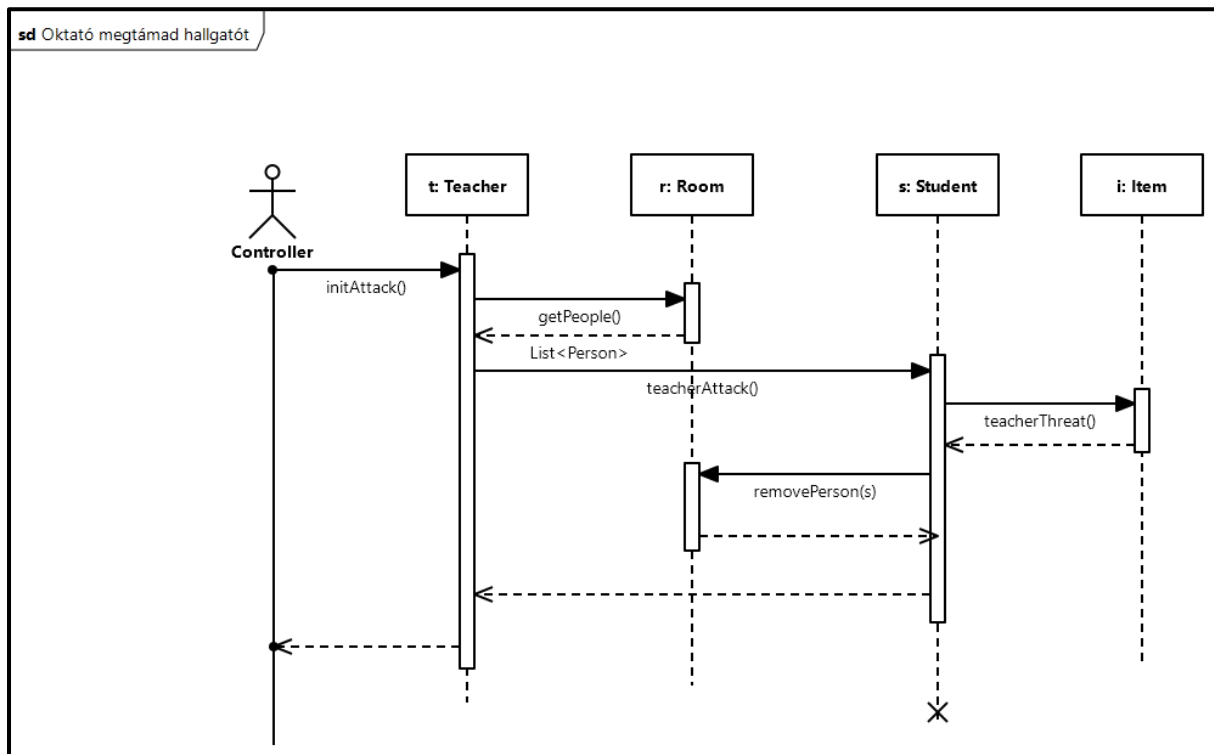 sd Oktató megtámad hallgatót
t: Teacher
r: Room
s: Student
i: Item
Controller
initAttack()
getPeople()
List<Person>
teacherAttack()
teacherThreat()
removePerson(s)